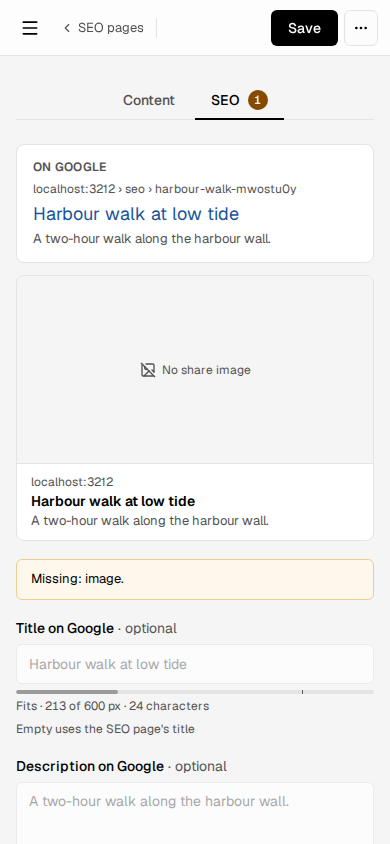 SEO pages
Save
Content
SEO 1
ON GOOGLE
localhost:3212 › seo › harbour-walk-mwostu0y
Harbour walk at low tide
A two-hour walk along the harbour wall.
No share image
localhost:3212
Harbour walk at low tide
A two-hour walk along the harbour wall.
Missing: image.
Title on Google · optional
Harbour walk at low tide
Fits · 213 of 600 px · 24 characters
Empty uses the SEO page's title
Description on Google · optional
A two-hour walk along the harbour wall.